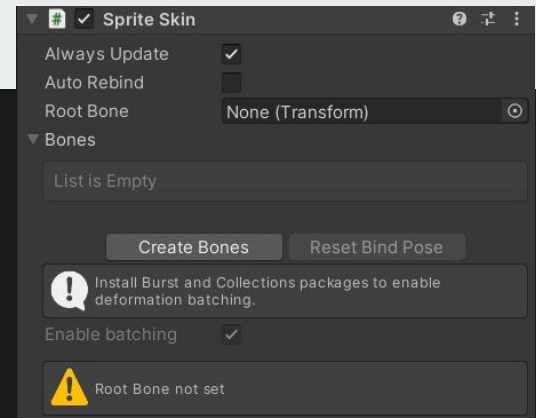 Sprite Skin
Always Update
Auto Rebind
Root Bone None (Transform)
Bones
List is Empty
Create Bones Reset Bind Pose
Install Burst and Collections packages to enable
deformation batching.
Enable batching
Root Bone not set